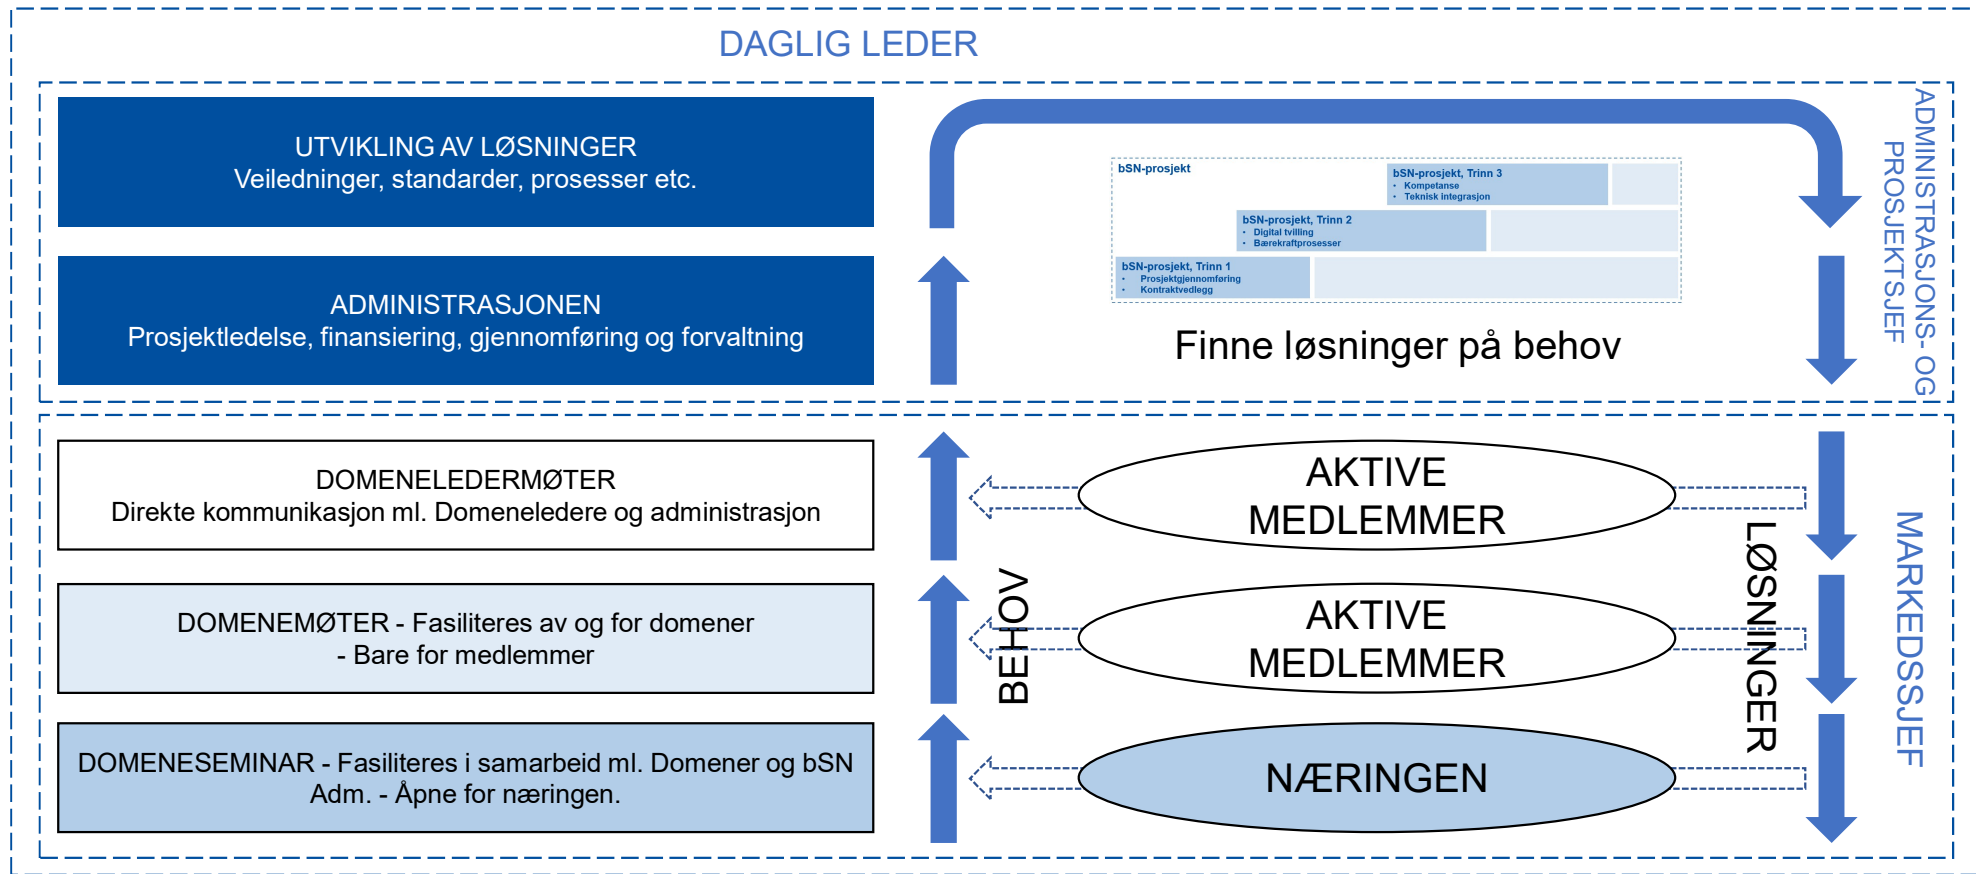 DAGLIG LEDER
UTVIKLING AV LØSNINGER
Veiledninger, standarder, prosesser etc.
ADMINISTRASJONEN
Prosjektledelse, finansiering, gjennomføring og forvaltning
bSN-prosjekt
bSN-prosjekt, Trinn 3
• Kompetanse
• Teknisk integrasjon
bSN-prosjekt, Trinn 2
• Digital tvilling
• Bærekraftprosesser
bSN-prosjekt, Trinn 1
• Prosjektgjennomføring
• Kontraktvedlegg
Finne løsninger på behov
ADMINISTRASJONS- OG
PROSJEKTSJEF
DOMENELEDERMØTER
Direkte kommunikasjon ml. Domeneledere og administrasjon
DOMENEMØTER - Fasiliteres av og for domener
- Bare for medlemmer
DOMENESEMINAR - Fasiliteres i samarbeid ml. Domener og bSN
Adm. - Åpne for næringen.
BEHOV
AKTIVE
MEDLEMMER
AKTIVE
MEDLEMMER
NÆRINGEN
LØSNINGER
MARKEDSSJEF